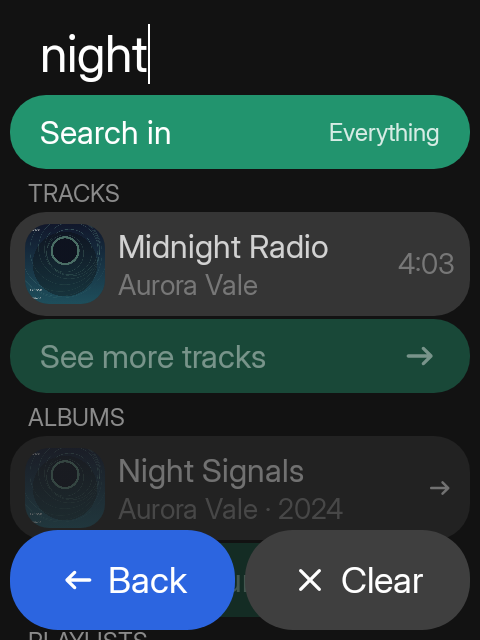 night
Search in Everything
TRACKS
Midnight Radio
Aurora Vale
4:03
See more tracks
ALBUMS
Night Signals
Aurora Vale · 2024
Back
Clear
PLAYLISTS